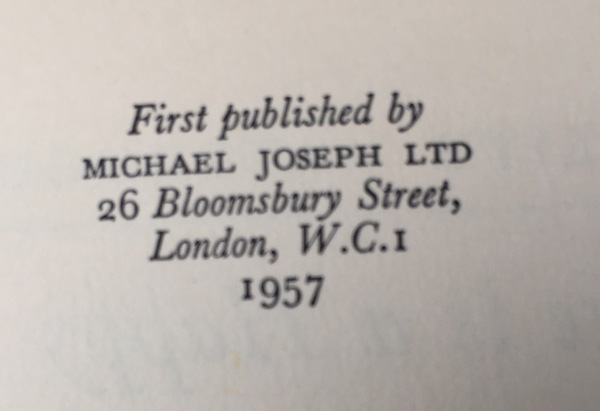 First published by
MICHAEL JOSEPH LTD
26 Bloomsbury Street,
London, W.C.1
1957